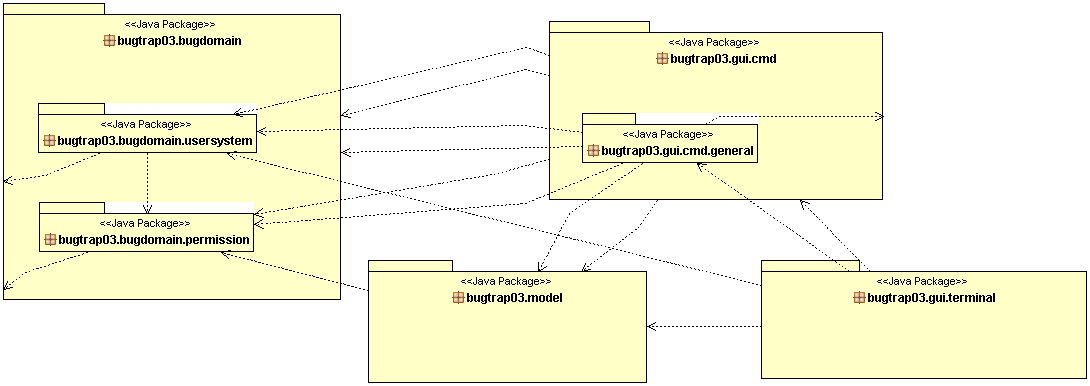 <<Java Package>>
bugtrap03.bugdomain
<<Java Package>>
bugtrap03.bugdomain.usersystem
<<Java Package>>
bugtrap03.bugdomain.permission
<<Java Package>>
bugtrap03.gui.cmd
<<Java Package>>
bugtrap03.gui.cmd.general
<<Java Package>>
bugtrap03.model
<<Java Package>>
bugtrap03.gui.terminal